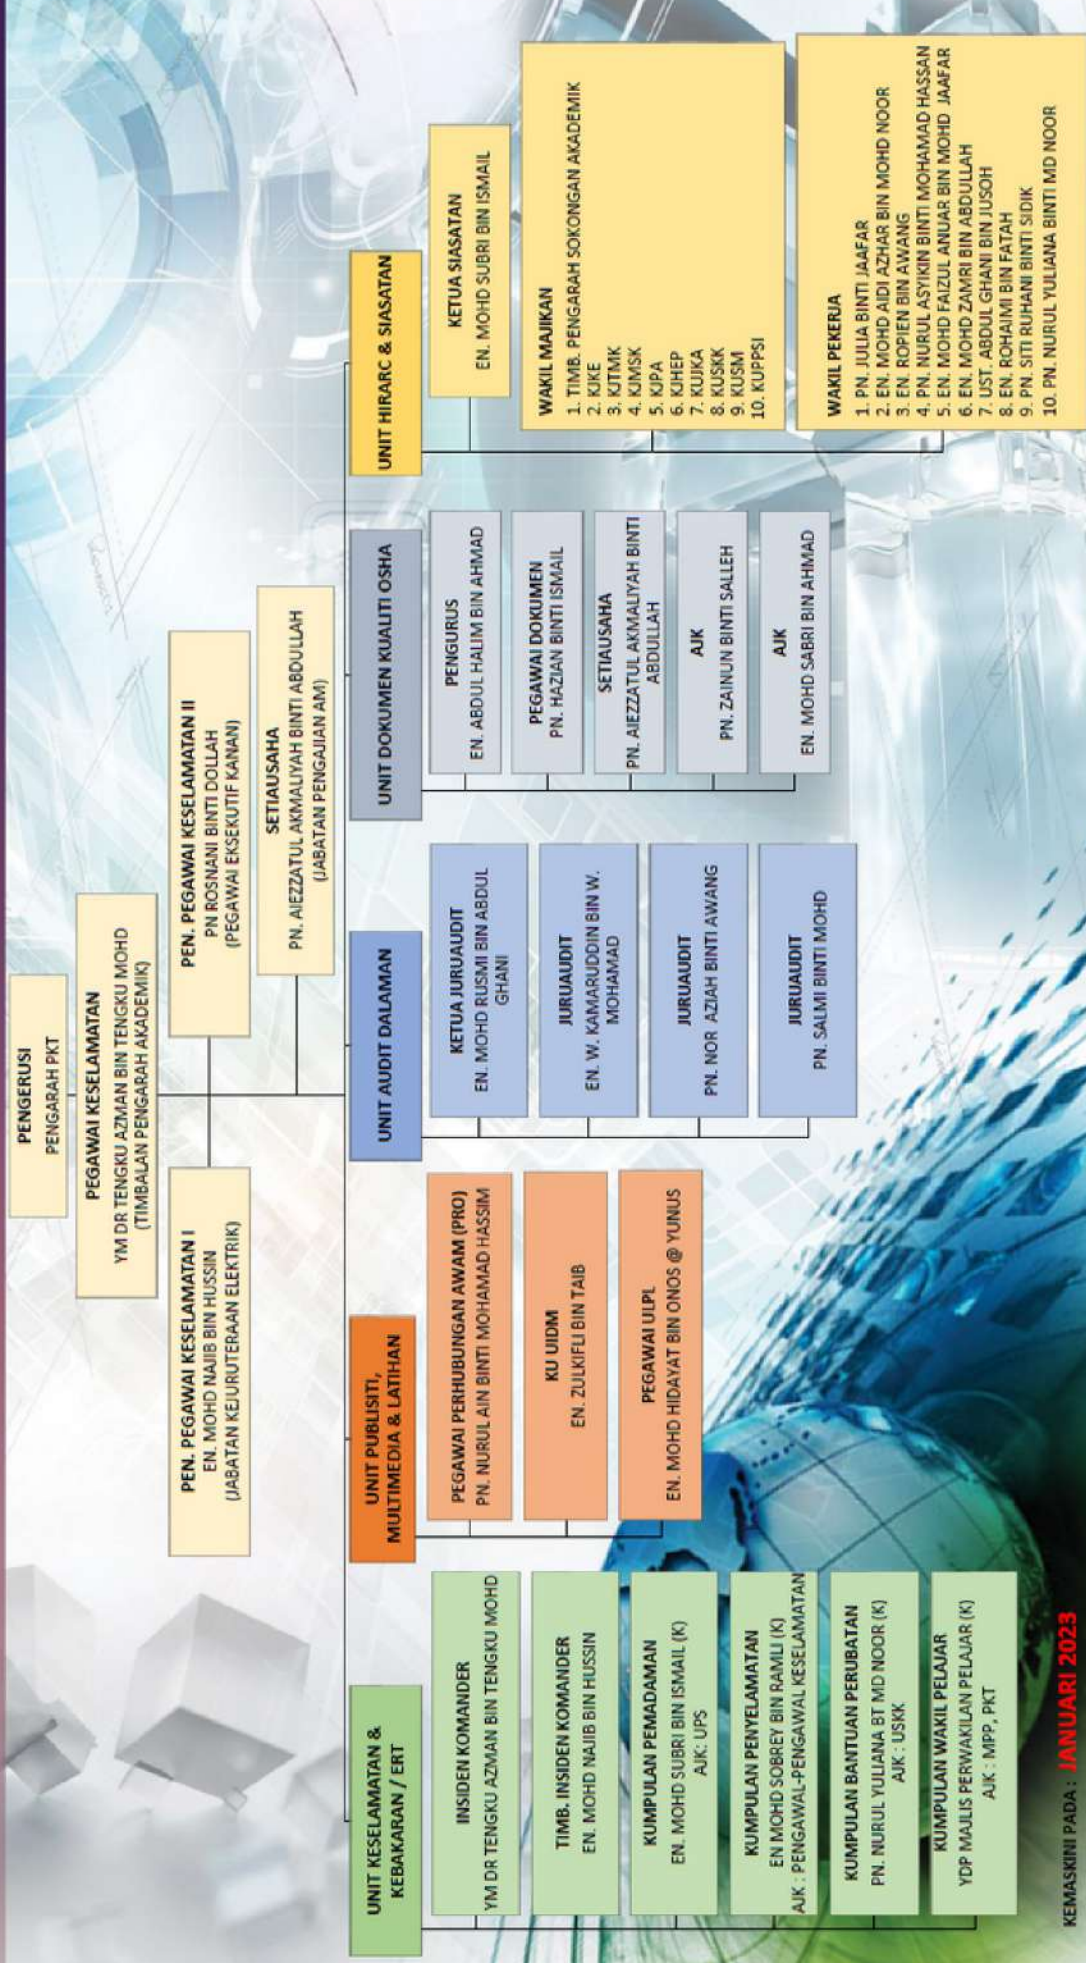 PENGERUSI
PENGARAH PKT
PEGAWAI KESELAMATAN
YM DR TENGKU AZMAN BIN TENGKU MOHD
(TIMBALAN PENGARAH AKADEMIK)
PEN. PEGAWAI KESELAMATAN I
EN. MOHD NAJIB BIN HUSSIN
(JABATAN KEJURUTERAAN ELEKTRIK)
PEN. PEGAWAI KESELAMATAN II
PN ROSNANI BINTI DOLLAH
(PEGAWAI EKSEKUTIF KANAN)
SETIAUSAHA
PN. AIEZZATUL AKMALIYAH BINTI ABDULLAH
(JABATAN PENGAJIAN AM)
UNIT KESELAMATAN &
KEBAKARAN / ERT
INSIDEN KOMANDER
YM DR TENGKU AZMAN BIN TENGKU MOHD
TIMB. INSIDEN KOMANDER
EN. MOHD NAJIB BIN HUSSIN
KUMPULAN PEMADAMAN
EN. MOHD SUBRI BIN ISMAIL (K)
AJK: UPS
KUMPULAN PENYELAMATAN
EN MOHD SOBREY BIN RAMLI (K)
AJK : PENGAWAL-PENGAWAL KESELAMATAN
KUMPULAN BANTUAN PERUBATAN
PN. NURUL YULIANA BT MD NOOR (K)
AJK : USKK
KUMPULAN WAKIL PELAJAR
YDP MAJLIS PERWAKILAN PELAJAR (K)
AJK : MPP, PKT
UNIT PUBLISITI,
MULTIMEDIA & LATIHAN
PEGAWAI PERHUBUNGAN AWAM (PRO)
PN. NURUL AIN BINTI MOHAMAD HASSIM
KU UIDM
EN. ZULKIFLI BIN TAIB
PEGAWAI ULPL
EN. MOHD HIDAYAT BIN ONOS @ YUNUS
UNIT AUDIT DALAMAN
KETUA JURUAUDIT
EN. MOHD RUSMI BIN ABDUL
GHANI
JURUAUDIT
EN. W. KAMARUDDIN BIN W.
MOHAMAD
JURUAUDIT
PN. NOR AZIAH BINTI AWANG
JURUAUDIT
PN. SALMI BINTI MOHD
UNIT DOKUMEN KUALITI OSHA
PENGURUS
EN. ABDUL HALIM BIN AHMAD
PEGAWAI DOKUMEN
PN. HAZIAN BINTI ISMAIL
SETIAUSAHA
PN. AIEZZATUL AKMALIYAH BINTI
ABDULLAH
AJK
PN. ZAINUN BINTI SALLEH
AJK
EN. MOHD SABRI BIN AHMAD
UNIT HIRARC & SIASATAN
KETUA SIASATAN
EN. MOHD SUBRI BIN ISMAIL
WAKIL MAJIKAN
1. TIMB. PENGARAH SOKONGAN AKADEMIK
2. KJKE
3. KJTMK
4. KJMSK
5. KJPA
6. KJHEP
7. KUJKA
8. KUSKK
9. KUSM
10. KUPPSI
WAKIL PEKERJA
1. PN. JULIA BINTI JAAFAR
2. EN. MOHD AIDI AZHAR BIN MOHD NOOR
3. EN. ROPIEN BIN AWANG
4. PN. NURUL ASYIKIN BINTI MOHAMAD HASSAN
5. EN. MOHD FAIZUL ANUAR BIN MOHD JAAFAR
6. EN. MOHD ZAMRI BIN ABDULLAH
7. UST. ABDUL GHANI BIN JUSOH
8. EN. ROHAIMI BIN FATAH
9. PN. SITI RUHANI BINTI SIDIK
10. PN. NURUL YULIANA BINTI MD NOOR
KEMASKINI PADA : JANUARI 2023